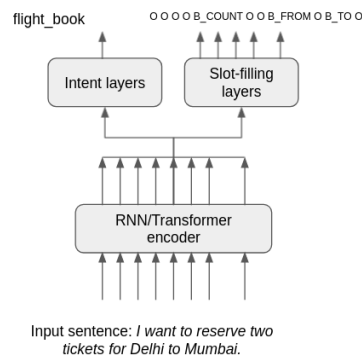 flight_book
O O O O B_COUNT O O B_FROM O B_TO O
Intent layers
Slot-filling
layers
RNN/Transformer
encoder
Input sentence: I want to reserve two
tickets for Delhi to Mumbai.